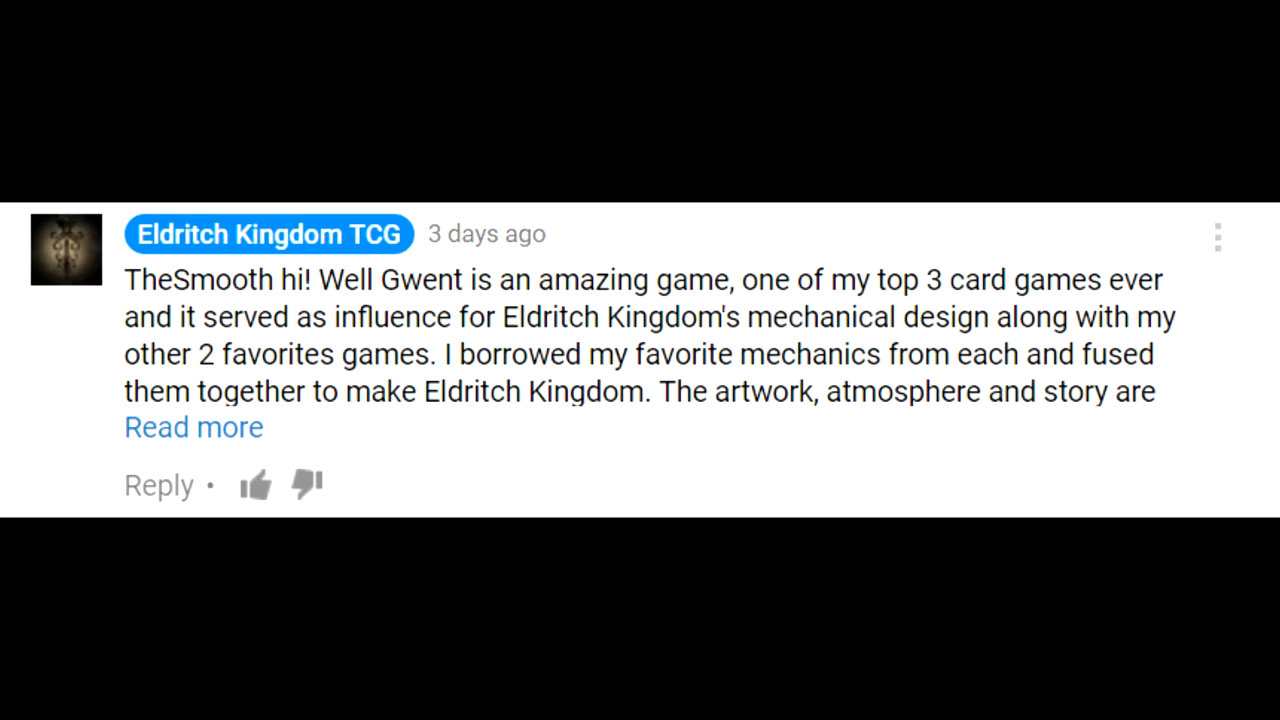 Eldritch Kingdom TCG 3 days ago
TheSmooth hi! Well Gwent is an amazing game, one of my top 3 card games ever
and it served as influence for Eldritch Kingdom's mechanical design along with my
other 2 favorites games. I borrowed my favorite mechanics from each and fused
them together to make Eldritch Kingdom. The artwork, atmosphere and story are
Read more
Reply •